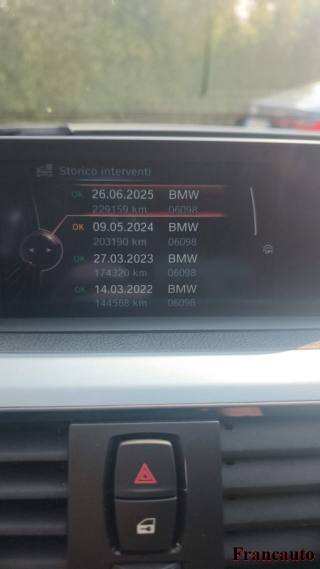 Storico interventi
OK 26.06.2025 BMW
229159 km 06098
OK 09.05.2024 BMW
203190 km 06098
OK 27.03.2023 BMW
174320 km 06098
OK 14.03.2022 BMW
144568 km 06098
Francauto